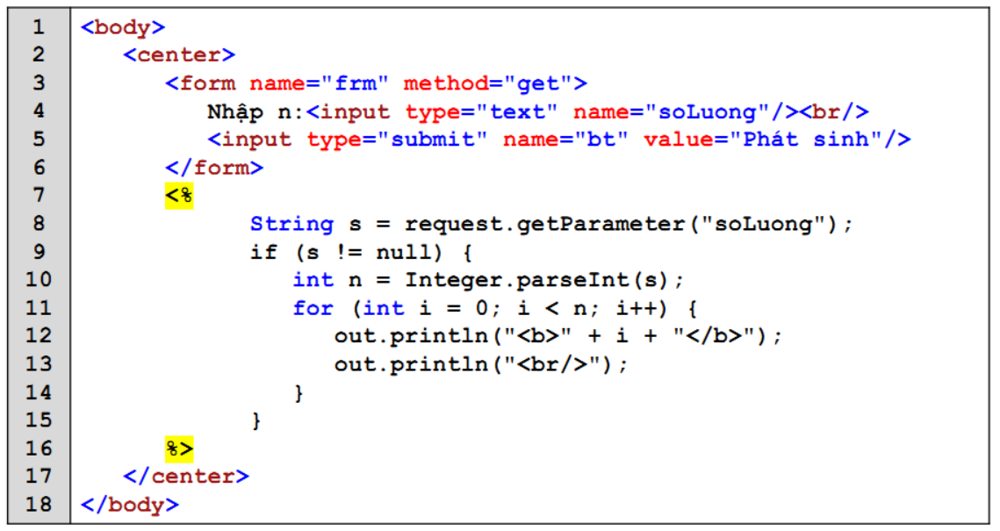 1 <body>
2 <center>
3 <form name="frm" method="get">
4 Nhập n:<input type="text" name="soLuong"/><br/>
5 <input type="submit" name="bt" value="Phát sinh"/>
6 </form>
7 <%
8 String s = request.getParameter("soLuong");
9 if (s != null) {
10 int n = Integer.parseInt(s);
11 for (int i = 0; i < n; i++) {
12 out.println("<b>" + i + "</b>");
13 out.println("<br/>");
14 }
15 }
16 %>
17 </center>
18 </body>